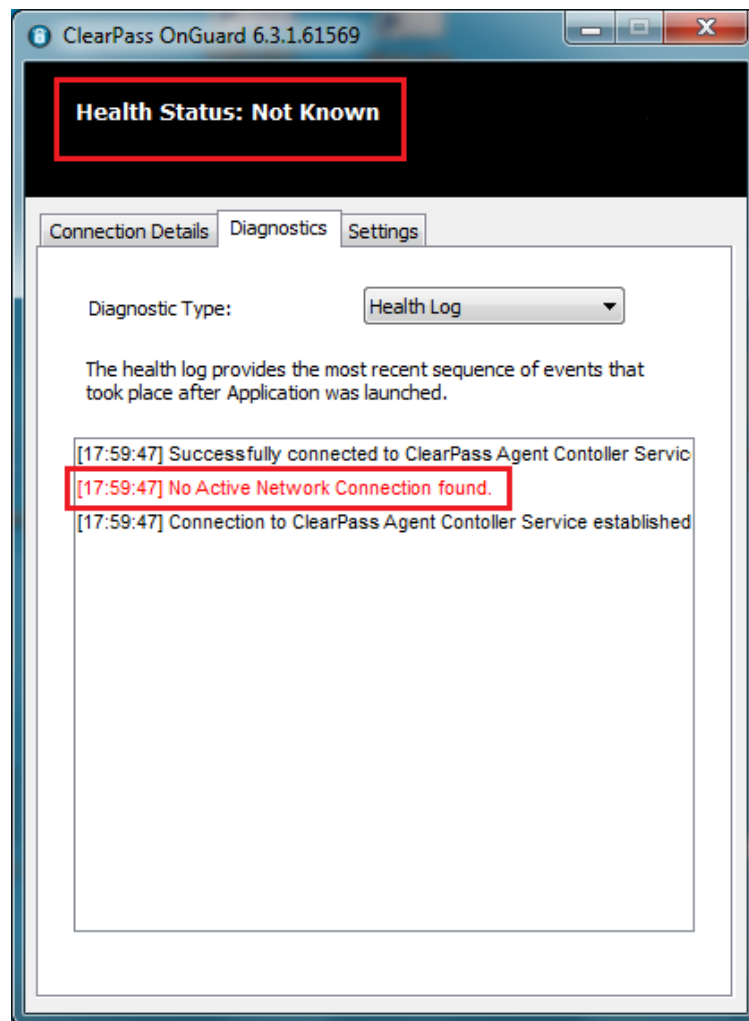 ClearPass OnGuard 6.3.1.61569
Health Status: Not Known
Connection Details Diagnostics Settings
Diagnostic Type: Health Log
The health log provides the most recent sequence of events that
took place after Application was launched.
[17:59:47] Successfully connected to ClearPass Agent Contoller Servic
[17:59:47] No Active Network Connection found.
[17:59:47] Connection to ClearPass Agent Contoller Service established